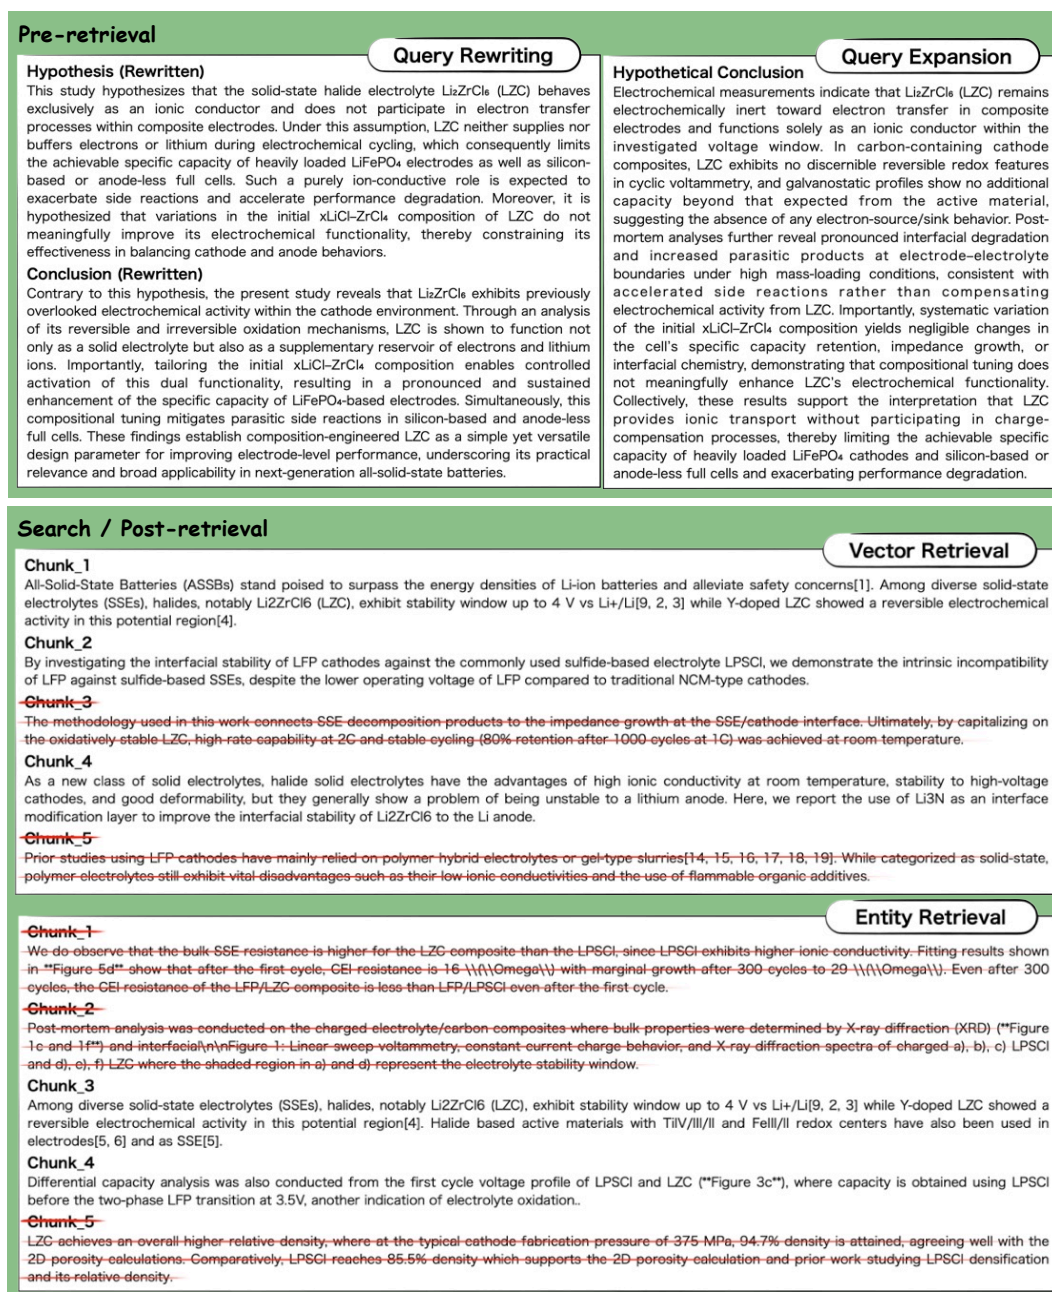 Pre-retrieval
Query Rewriting
Hypothesis (Rewritten)
This study hypothesizes that the solid-state halide electrolyte Li₂ZrCl₆ (LZC) behaves
exclusively as an ionic conductor and does not participate in electron transfer
processes within composite electrodes. Under this assumption, LZC neither supplies nor
buffers electrons or lithium during electrochemical cycling, which consequently limits
the achievable specific capacity of heavily loaded LiFePO₄ electrodes as well as silicon-
based or anode-less full cells. Such a purely ion-conductive role is expected to
exacerbate side reactions and accelerate performance degradation. Moreover, it is
hypothesized that variations in the initial xLiCl–ZrCl₄ composition of LZC do not
meaningfully improve its electrochemical functionality, thereby constraining its
effectiveness in balancing cathode and anode behaviors.
Conclusion (Rewritten)
Contrary to this hypothesis, the present study reveals that Li₂ZrCl₆ exhibits previously
overlooked electrochemical activity within the cathode environment. Through an analysis
of its reversible and irreversible oxidation mechanisms, LZC is shown to function not
only as a solid electrolyte but also as a supplementary reservoir of electrons and lithium
ions. Importantly, tailoring the initial xLiCl–ZrCl₄ composition enables controlled
activation of this dual functionality, resulting in a pronounced and sustained
enhancement of the specific capacity of LiFePO₄-based electrodes. Simultaneously, this
compositional tuning mitigates parasitic side reactions in silicon-based and anode-less
full cells. These findings establish composition-engineered LZC as a simple yet versatile
design parameter for improving electrode-level performance, underscoring its practical
relevance and broad applicability in next-generation all-solid-state batteries.
Query Expansion
Hypothetical Conclusion
Electrochemical measurements indicate that Li₂ZrCl₆ (LZC) remains
electrochemically inert toward electron transfer in composite
electrodes and functions solely as an ionic conductor within the
investigated voltage window. In carbon-containing cathode
composites, LZC exhibits no discernible reversible redox features
in cyclic voltammetry, and galvanostatic profiles show no additional
capacity beyond that expected from the active material,
suggesting the absence of any electron-source/sink behavior. Post-
mortem analyses further reveal pronounced interfacial degradation
and increased parasitic products at electrode–electrolyte
boundaries under high mass-loading conditions, consistent with
accelerated side reactions rather than compensating
electrochemical activity from LZC. Importantly, systematic variation
of the initial xLiCl–ZrCl₄ composition yields negligible changes in
the cell's specific capacity retention, impedance growth, or
interfacial chemistry, demonstrating that compositional tuning does
not meaningfully enhance LZC's electrochemical functionality.
Collectively, these results support the interpretation that LZC
provides ionic transport without participating in charge-
compensation processes, thereby limiting the achievable specific
capacity of heavily loaded LiFePO₄ cathodes and silicon-based or
anode-less full cells and exacerbating performance degradation.
Search / Post-retrieval
Vector Retrieval
Chunk_1
All-Solid-State Batteries (ASSBs) stand poised to surpass the energy densities of Li-ion batteries and alleviate safety concerns[1]. Among diverse solid-state
electrolytes (SSEs), halides, notably Li2ZrCl6 (LZC), exhibit stability window up to 4 V vs Li+/Li[9, 2, 3] while Y-doped LZC showed a reversible electrochemical
activity in this potential region[4].
Chunk_2
By investigating the interfacial stability of LFP cathodes against the commonly used sulfide-based electrolyte LPSCl, we demonstrate the intrinsic incompatibility
of LFP against sulfide-based SSEs, despite the lower operating voltage of LFP compared to traditional NCM-type cathodes.
Chunk_3
The methodology used in this work connects SSE decomposition products to the impedance growth at the SSE/cathode interface. Ultimately, by capitalizing on
the oxidatively stable LZC, high-rate capability at 2C and stable cycling (80% retention after 1000 cycles at 1C) was achieved at room temperature.
Chunk_4
As a new class of solid electrolytes, halide solid electrolytes have the advantages of high ionic conductivity at room temperature, stability to high-voltage
cathodes, and good deformability, but they generally show a problem of being unstable to a lithium anode. Here, we report the use of Li3N as an interface
modification layer to improve the interfacial stability of Li2ZrCl6 to the Li anode.
Chunk_5
Prior studies using LFP cathodes have mainly relied on polymer hybrid electrolytes or gel-type slurries[14, 15, 16, 17, 18, 19]. While categorized as solid-state,
polymer electrolytes still exhibit vital disadvantages such as their low ionic conductivities and the use of flammable organic additives.
Entity Retrieval
Chunk_1
We do observe that the bulk SSE resistance is higher for the LZC composite than the LPSCl, since LPSCl exhibits higher ionic conductivity. Fitting results shown
in **Figure 5d** show that after the first cycle, CEI resistance is 16 \\(\\Omega\\) with marginal growth after 300 cycles to 29 \\(\\Omega\\). Even after 300
cycles, the CEI resistance of the LFP/LZC composite is less than LFP/LPSCl even after the first cycle.
Chunk_2
Post-mortem analysis was conducted on the charged electrolyte/carbon composites where bulk properties were determined by X-ray diffraction (XRD) (**Figure
1c and 1f**) and interfacial\n\nFigure 1: Linear sweep voltammetry, constant current charge behavior, and X-ray diffraction spectra of charged a), b), c) LPSCl
and d), e), f) LZC where the shaded region in a) and d) represent the electrolyte stability window.
Chunk_3
Among diverse solid-state electrolytes (SSEs), halides, notably Li2ZrCl6 (LZC), exhibit stability window up to 4 V vs Li+/Li[9, 2, 3] while Y-doped LZC showed a
reversible electrochemical activity in this potential region[4]. Halide based active materials with TiIV/III/II and FeIII/II redox centers have also been used in
electrodes[5, 6] and as SSE[5].
Chunk_4
Differential capacity analysis was also conducted from the first cycle voltage profile of LPSCl and LZC (**Figure 3c**), where capacity is obtained using LPSCl
before the two-phase LFP transition at 3.5V, another indication of electrolyte oxidation..
Chunk_5
LZC achieves an overall higher relative density, where at the typical cathode fabrication pressure of 375 MPa, 94.7% density is attained, agreeing well with the
2D porosity calculations. Comparatively, LPSCl reaches 85.5% density which supports the 2D porosity calculation and prior work studying LPSCl densification
and its relative density.